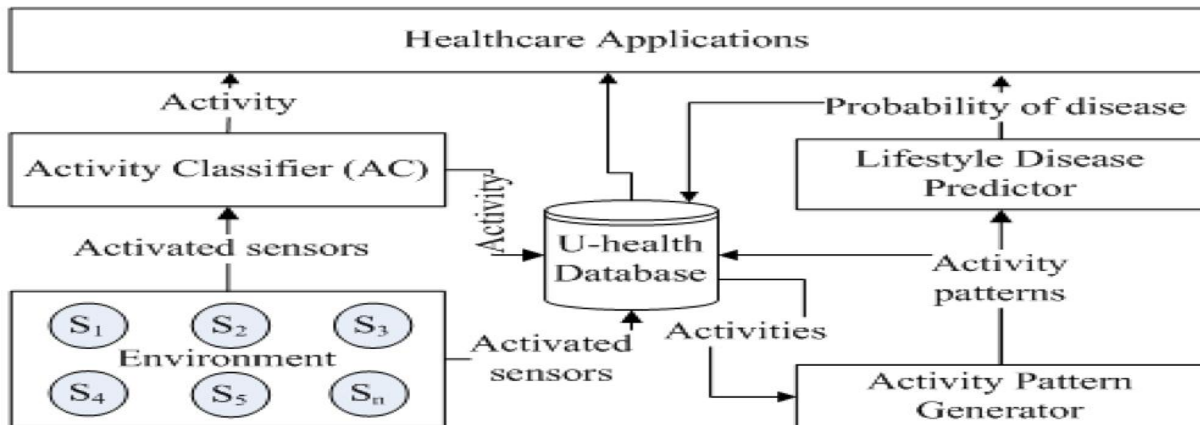 Healthcare Applications
Activity
Probability of disease
Activity Classifier (AC)
Activity
Lifestyle Disease
Predictor
Activated sensors
U-health
Database
Activity
patterns
S1
S2
S3
Environment
S4
S5
Sn
Activated
sensors
Activities
Activity Pattern
Generator